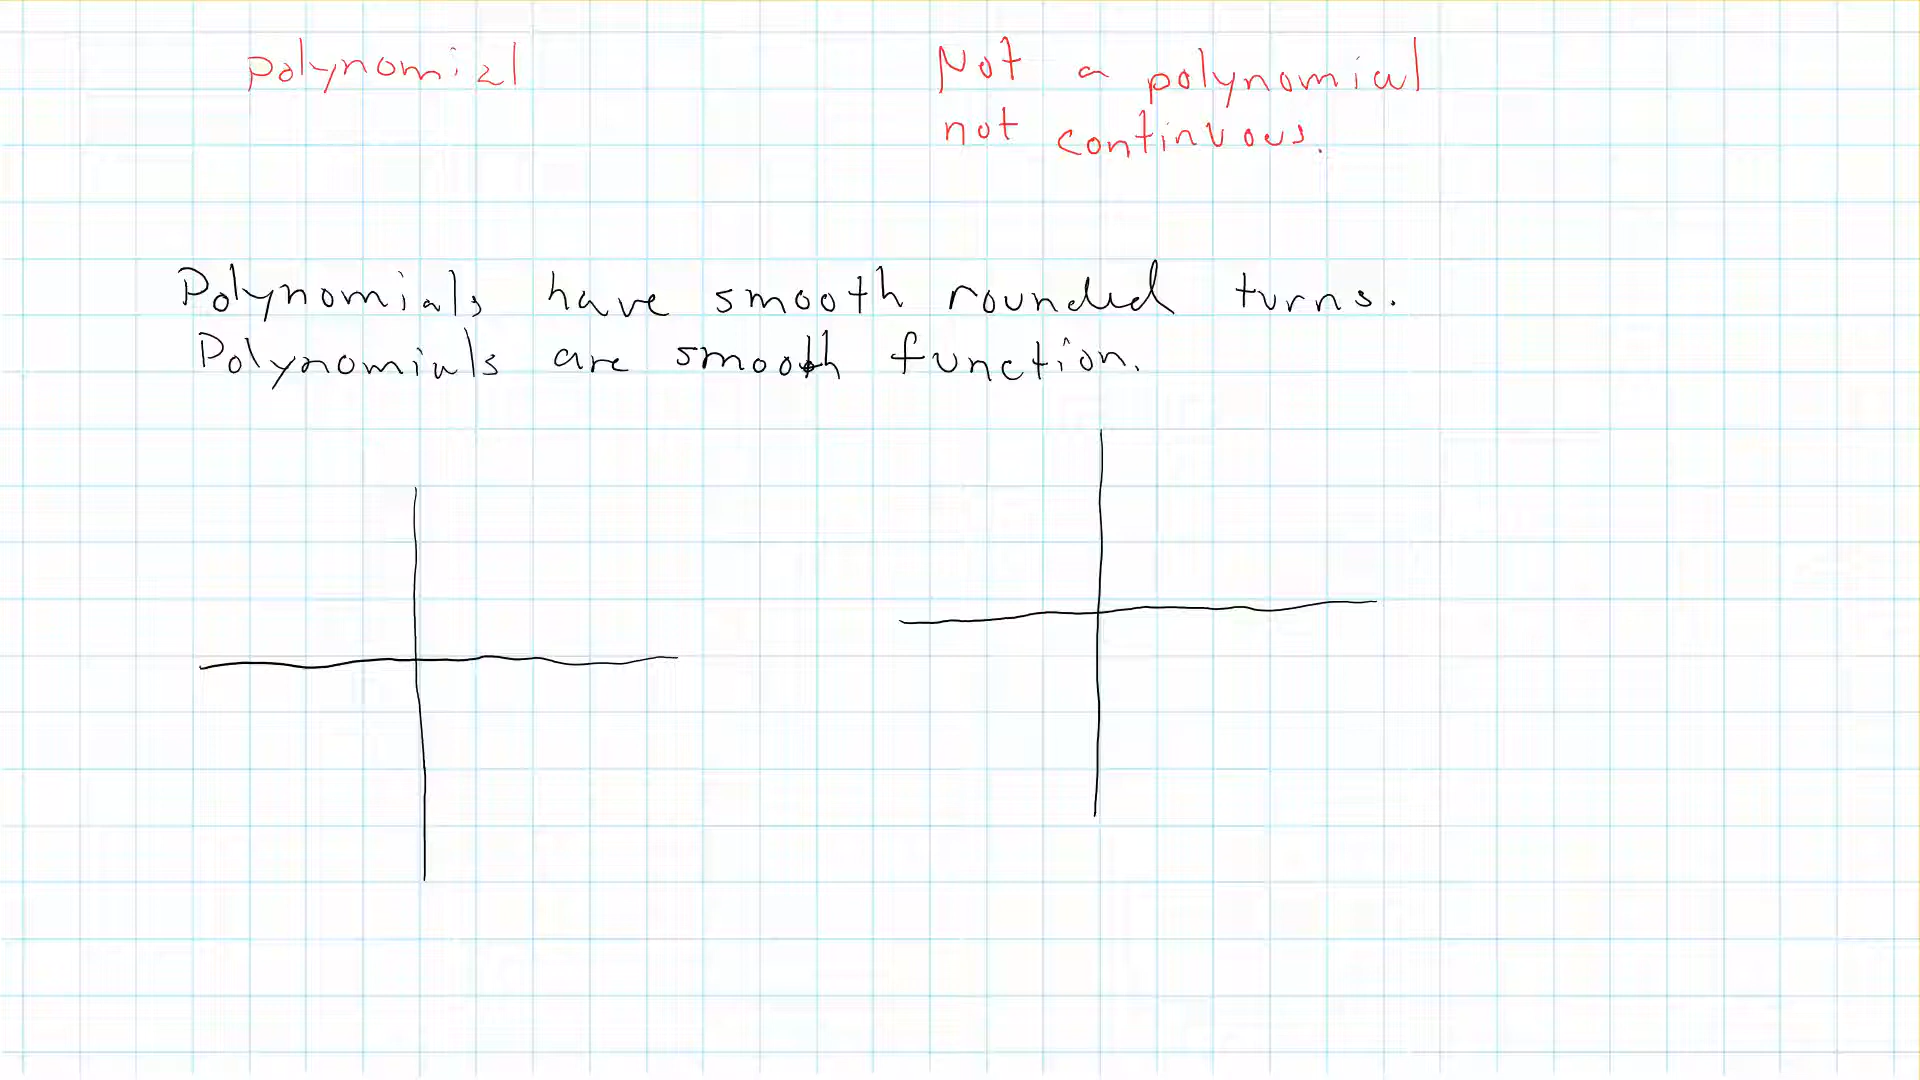 polynomial
Not a polynomial
not continuous.
Polynomials have smooth rounded turns.
Polynomials are smooth function.